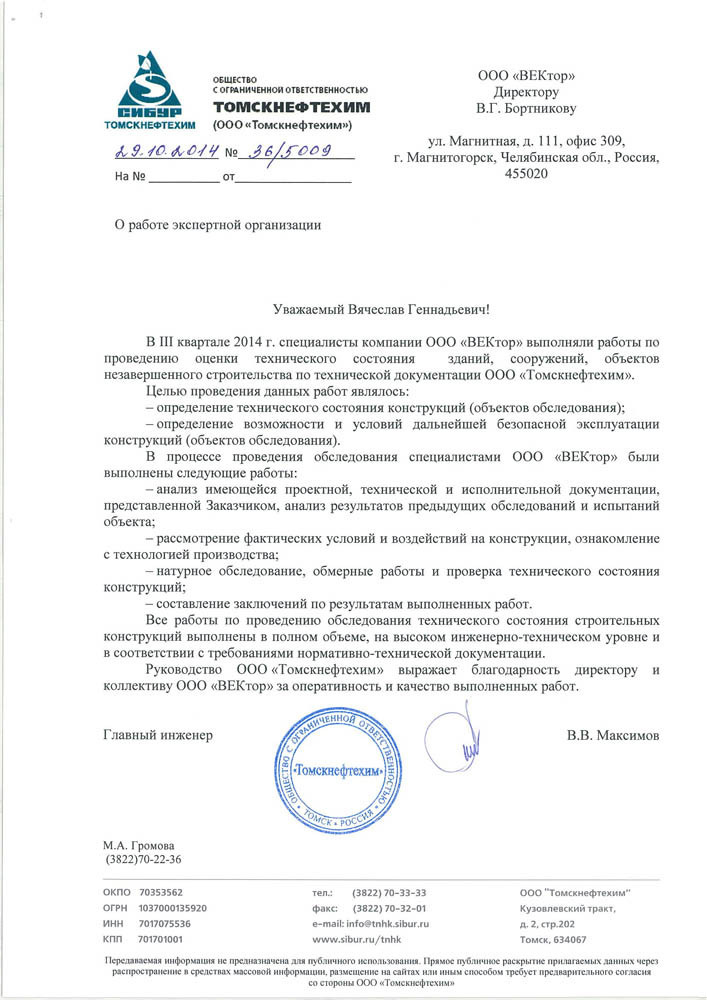 СИБУР
ТОМСКНЕФТЕХИМ
ОБЩЕСТВО
С ОГРАНИЧЕННОЙ ОТВЕТСТВЕННОСТЬЮ
ТОМСКНЕФТЕХИМ
(ООО «Томскнефтехим»)
29.10.2014 № 36/5009
На № ____________ от____________________
ООО «ВЕКтор»
Директору
В.Г. Бортникову
ул. Магнитная, д. 111, офис 309,
г. Магнитогорск, Челябинская обл., Россия,
455020
О работе экспертной организации
Уважаемый Вячеслав Геннадьевич!
В III квартале 2014 г. специалисты компании ООО «ВЕКтор» выполняли работы по
проведению оценки технического состояния зданий, сооружений, объектов
незавершенного строительства по технической документации ООО «Томскнефтехим».
Целью проведения данных работ являлось:
– определение технического состояния конструкций (объектов обследования);
– определение возможности и условий дальнейшей безопасной эксплуатации
конструкций (объектов обследования).
В процессе проведения обследования специалистами ООО «ВЕКтор» были
выполнены следующие работы:
– анализ имеющейся проектной, технической и исполнительной документации,
представленной Заказчиком, анализ результатов предыдущих обследований и испытаний
объекта;
– рассмотрение фактических условий и воздействий на конструкции, ознакомление
с технологией производства;
– натурное обследование, обмерные работы и проверка технического состояния
конструкций;
– составление заключений по результатам выполненных работ.
Все работы по проведению обследования технического состояния строительных
конструкций выполнены в полном объеме, на высоком инженерно-техническом уровне и
в соответствии с требованиями нормативно-технической документации.
Руководство ООО «Томскнефтехим» выражает благодарность директору и
коллективу ООО «ВЕКтор» за оперативность и качество выполненных работ.
Главный инженер
В.В. Максимов
ОБЩЕСТВО С ОГРАНИЧЕННОЙ ОТВЕТСТВЕННОСТЬЮ
«Томскнефтехим»
* ТОМСК * РОССИЯ *
М.А. Громова
(3822)70-22-36
ОКПО 70353562
ОГРН 1037000135920
ИНН 7017075536
КПП 701701001
тел.: (3822) 70-33-33
факс: (3822) 70-32-01
e-mail: info@tnhk.sibur.ru
www.sibur.ru/tnhk
ООО "Томскнефтехим"
Кузовлевский тракт,
д. 2, стр.202
Томск, 634067
Передаваемая информация не предназначена для публичного использования. Прямое публичное раскрытие прилагаемых данных через
распространение в средствах массовой информации, размещение на сайтах или иным способом требует предварительного согласия
со стороны ООО «Томскнефтехим»